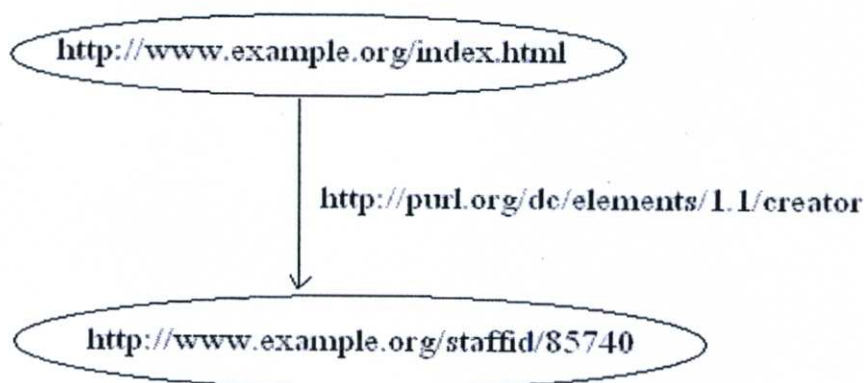 http://www.example.org/index.html
http://purl.org/dc/elements/1.1/creator
http://www.example.org/staffid/85740